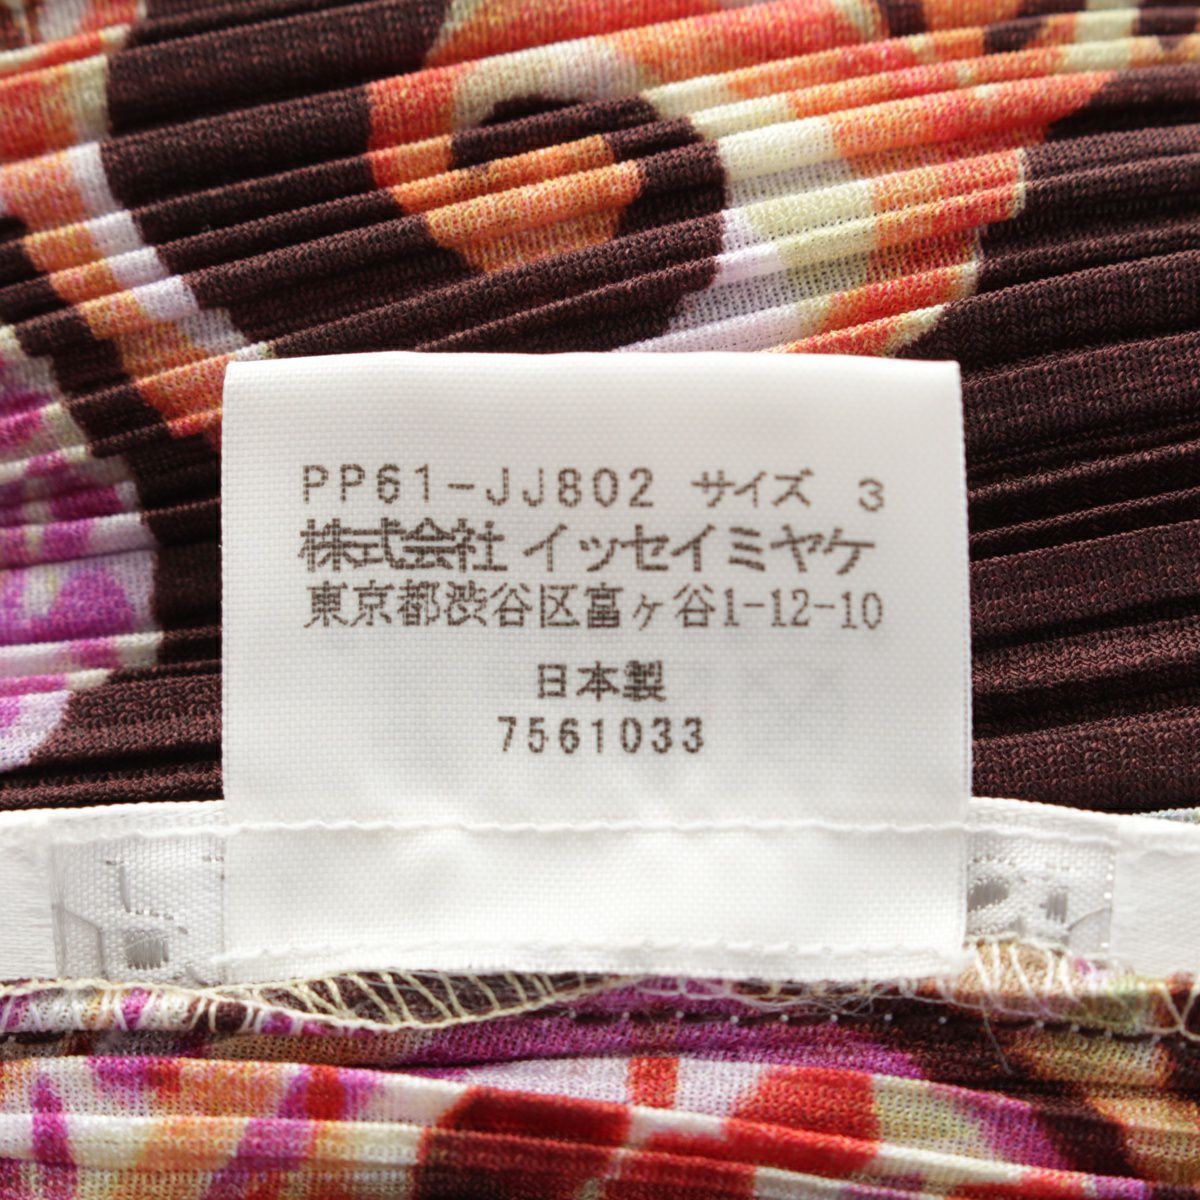 PP61-JJ802 サイズ 3
株式会社 イッセイミヤケ
東京都渋谷区富ヶ谷1-12-10
日本製
7561033